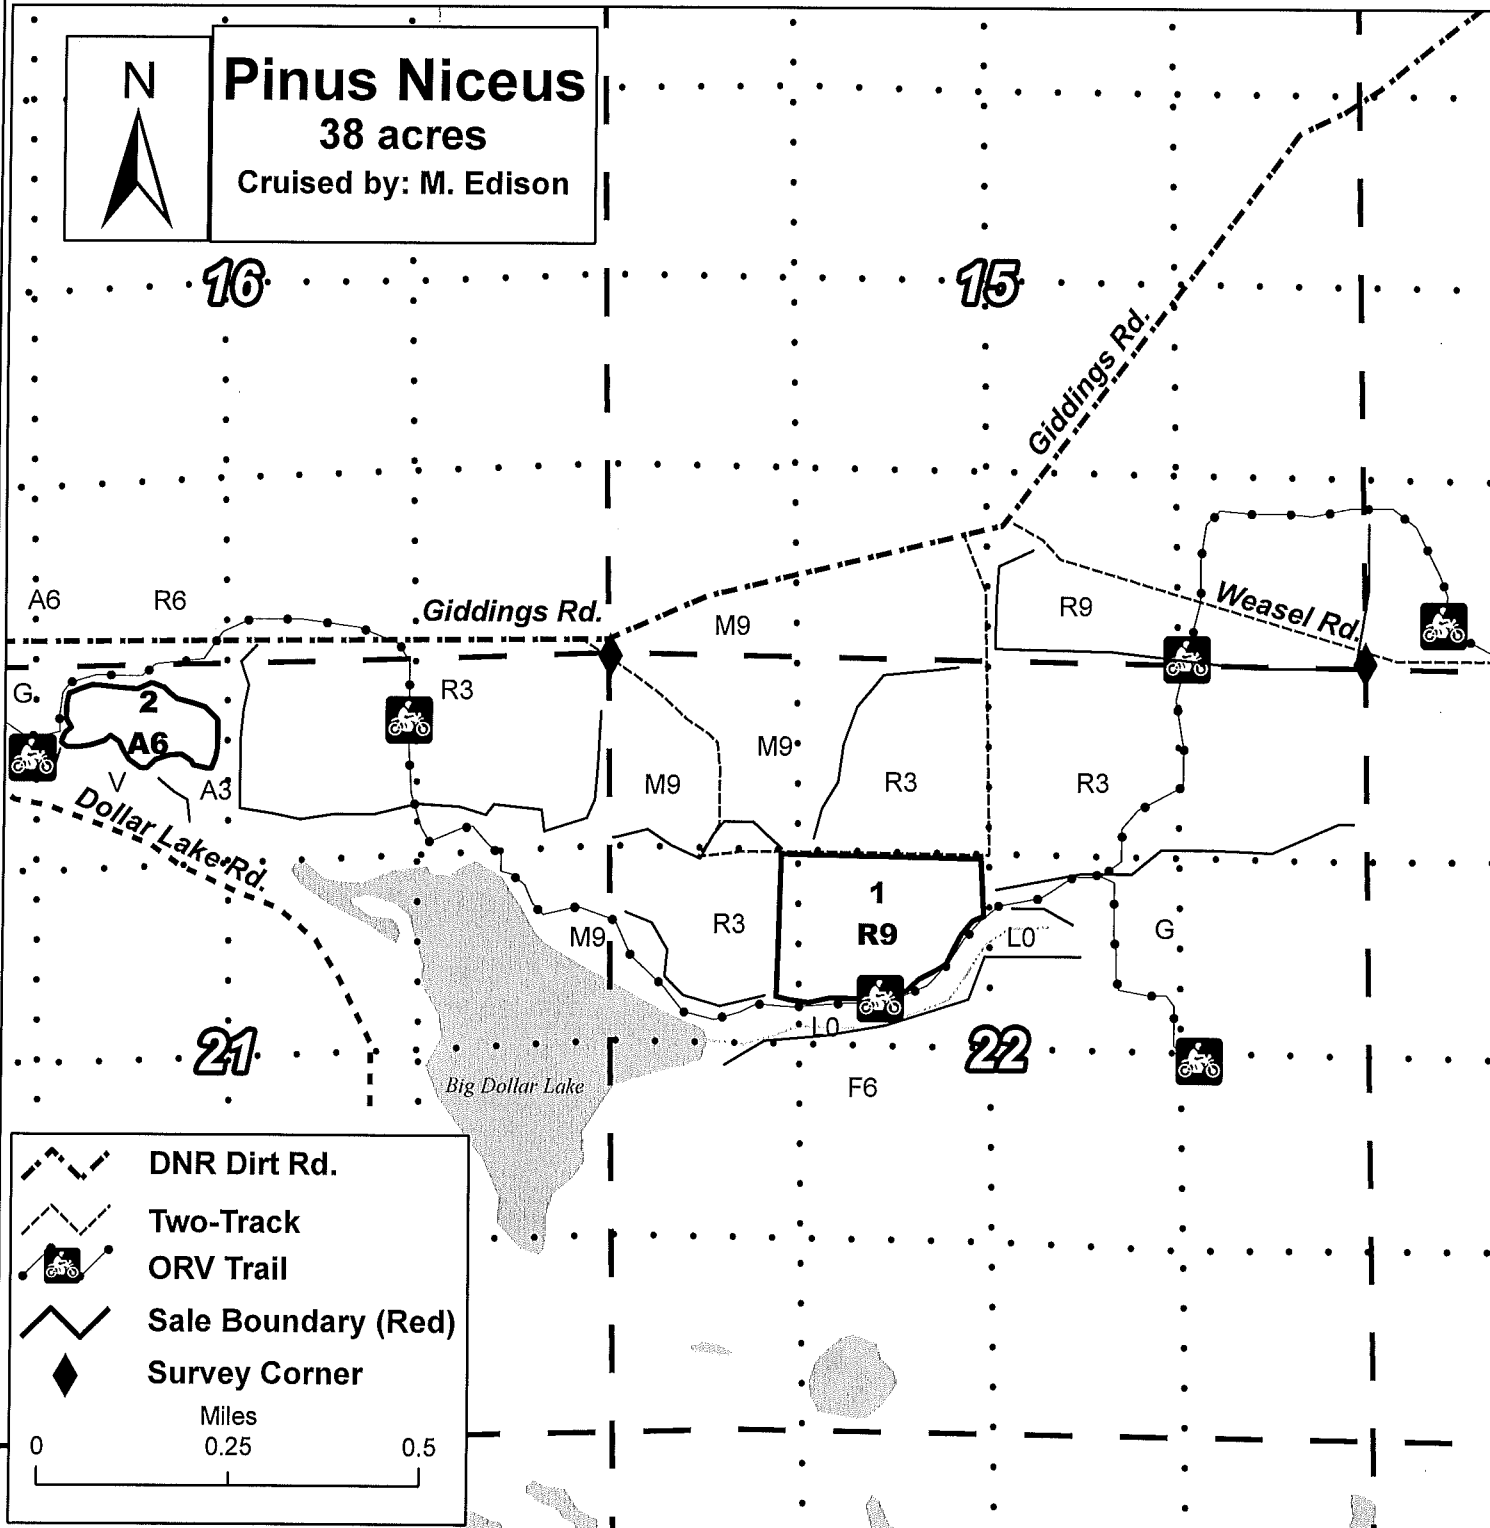 N
Pinus Niceus
38 acres
Cruised by: M. Edison
16
15
Giddings Rd.
A6
R6
Giddings Rd.
M9
R9
Weasel Rd.
G
2
A6
R3
M9
M9
R3
R3
V
A3
Dollar Lake Rd.
1
R9
M9
R3
L0
G
L0
21
22
Big Dollar Lake
F6
DNR Dirt Rd.
Two-Track
ORV Trail
Sale Boundary (Red)
Survey Corner
Miles
0 0.25 0.5